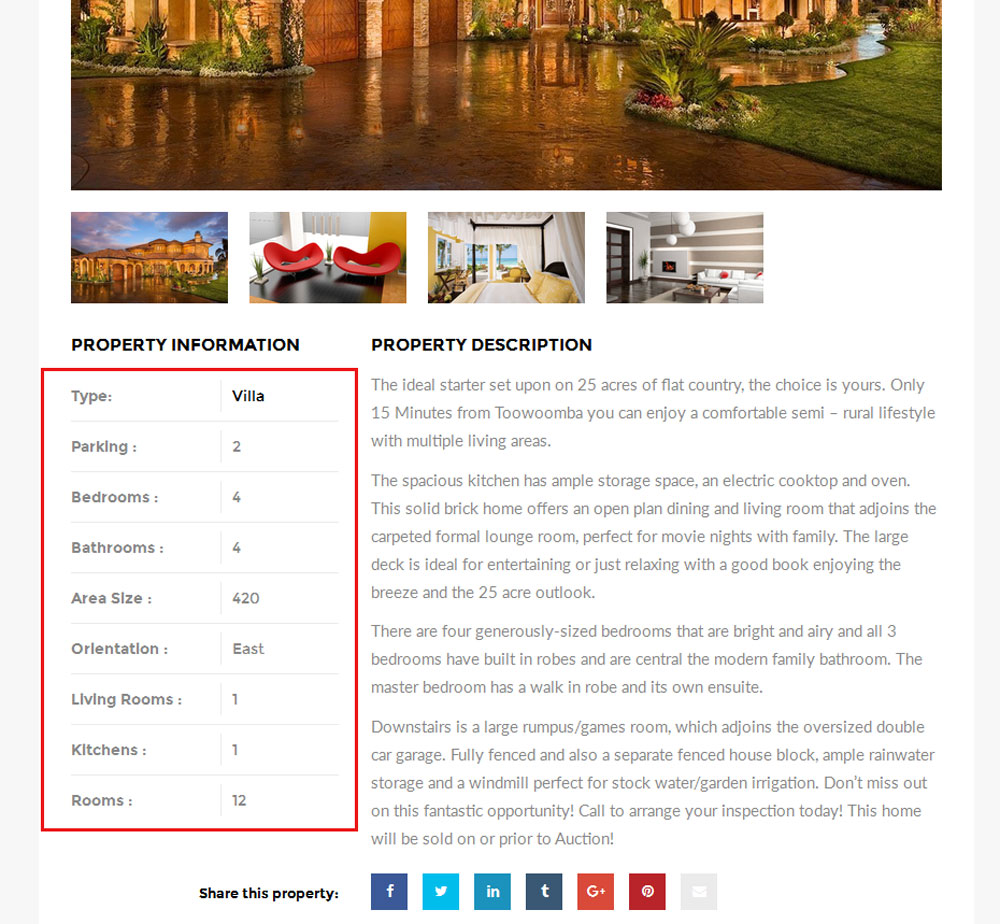 PROPERTY INFORMATION
Type: Villa
Parking : 2
Bedrooms : 4
Bathrooms : 4
Area Size : 420
Orientation : East
Living Rooms : 1
Kitchens : 1
Rooms : 12
PROPERTY DESCRIPTION
The ideal starter set upon on 25 acres of flat country, the choice is yours. Only
15 Minutes from Toowoomba you can enjoy a comfortable semi – rural lifestyle
with multiple living areas.
The spacious kitchen has ample storage space, an electric cooktop and oven.
This solid brick home offers an open plan dining and living room that adjoins the
carpeted formal lounge room, perfect for movie nights with family. The large
deck is ideal for entertaining or just relaxing with a good book enjoying the
breeze and the 25 acre outlook.
There are four generously-sized bedrooms that are bright and airy and all 3
bedrooms have built in robes and are central the modern family bathroom. The
master bedroom has a walk in robe and its own ensuite.
Downstairs is a large rumpus/games room, which adjoins the oversized double
car garage. Fully fenced and also a separate fenced house block, ample rainwater
storage and a windmill perfect for stock water/garden irrigation. Don’t miss out
on this fantastic opportunity! Call to arrange your inspection today! This home
will be sold on or prior to Auction!
Share this property:
f in t G+